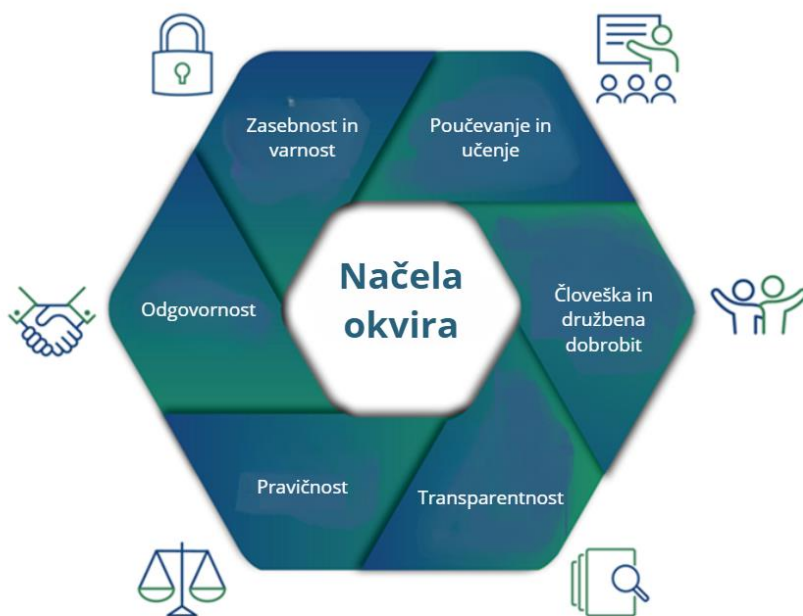 Zasebnost in
varnost
Poučevanje in
učenje
Načela
okvira
Odgovornost
Človeška in
družbena
dobrobit
Pravičnost
Transparentnost